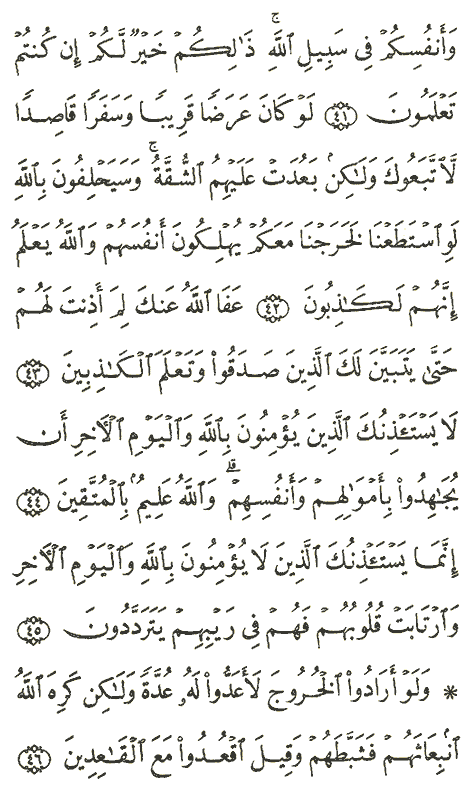 وَأَنفُسِكُمْ فِى سَبِيلِ ٱللَّهِ ۚ ذَٰلِكُمْ خَيْرٌ لَّكُمْ إِن كُنتُمْ
تَعْلَمُونَ ٤١ لَوْ كَانَ عَرَضًا قَرِيبًا وَسَفَرًا قَاصِدًا
لَّٱتَّبَعُوكَ وَلَٰكِنۢ بَعُدَتْ عَلَيْهِمُ ٱلشُّقَّةُ ۚ وَسَيَحْلِفُونَ بِٱللَّهِ
لَوِ ٱسْتَطَعْنَا لَخَرَجْنَا مَعَكُمْ يُهْلِكُونَ أَنفُسَهُمْ وَٱللَّهُ يَعْلَمُ
إِنَّهُمْ لَكَٰذِبُونَ ٤٢ عَفَا ٱللَّهُ عَنكَ لِمَ أَذِنتَ لَهُمْ
حَتَّىٰ يَتَبَيَّنَ لَكَ ٱلَّذِينَ صَدَقُوا۟ وَتَعْلَمَ ٱلْكَٰذِبِينَ ٤٣
لَا يَسْتَـْٔذِنُكَ ٱلَّذِينَ يُؤْمِنُونَ بِٱللَّهِ وَٱلْيَوْمِ ٱلْـَٔاخِرِ أَن
يُجَٰهِدُوا۟ بِأَمْوَٰلِهِمْ وَأَنفُسِهِمْ ۗ وَٱللَّهُ عَلِيمٌۢ بِٱلْمُتَّقِينَ ٤٤
إِنَّمَا يَسْتَـْٔذِنُكَ ٱلَّذِينَ لَا يُؤْمِنُونَ بِٱللَّهِ وَٱلْيَوْمِ ٱلْـَٔاخِرِ
وَٱرْتَابَتْ قُلُوبُهُمْ فَهُمْ فِى رَيْبِهِمْ يَتَرَدَّدُونَ ٤٥
* وَلَوْ أَرَادُوا۟ ٱلْخُرُوجَ لَأَعَدُّوا۟ لَهُۥ عُدَّةً وَلَٰكِن كَرِهَ ٱللَّهُ
ٱنۢبِعَاثَهُمْ فَثَبَّطَهُمْ وَقِيلَ ٱقْعُدُوا۟ مَعَ ٱلْقَٰعِدِينَ ٤٦